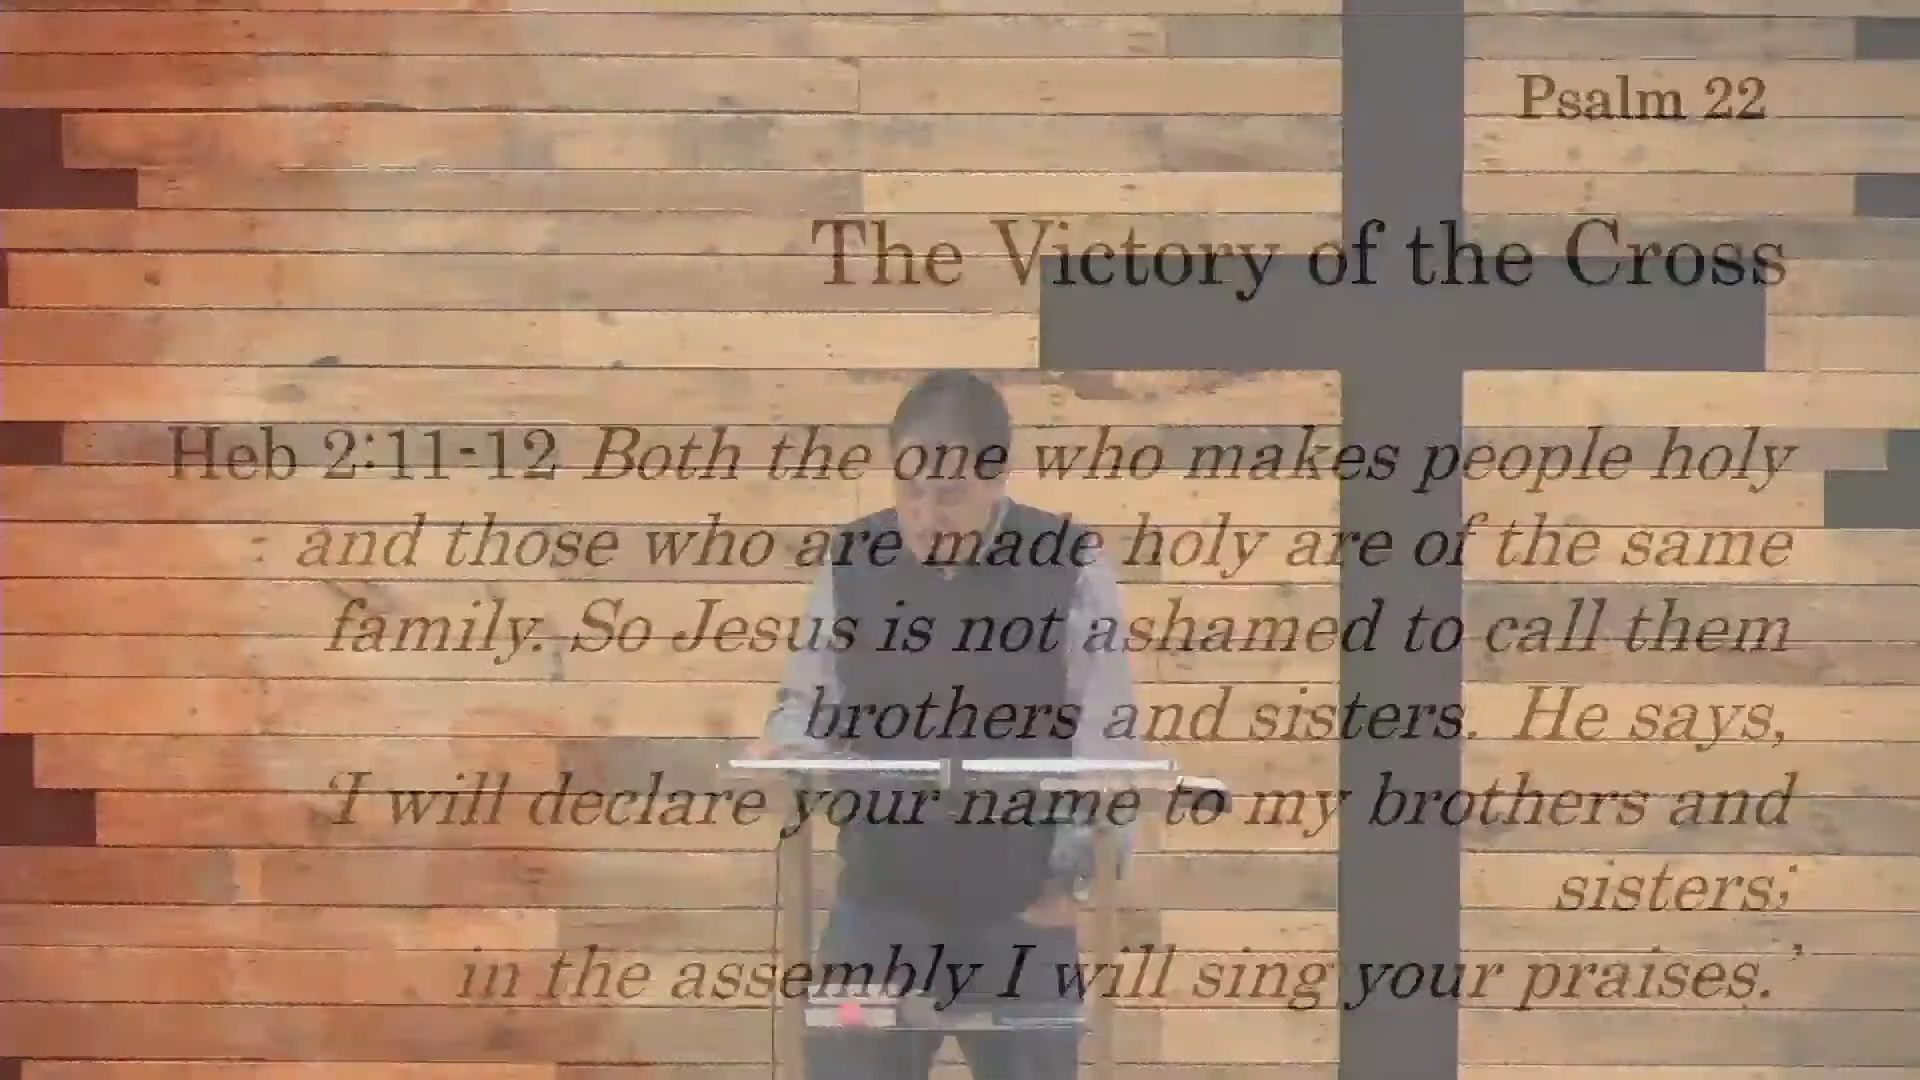 Psalm 22
The Victory of the Cross
Heb 2:11-12 Both the one who makes people holy
and those who are made holy are of the same
family. So Jesus is not ashamed to call them
brothers and sisters. He says,
‘I will declare your name to my brothers and
sisters;
in the assembly I will sing your praises.’